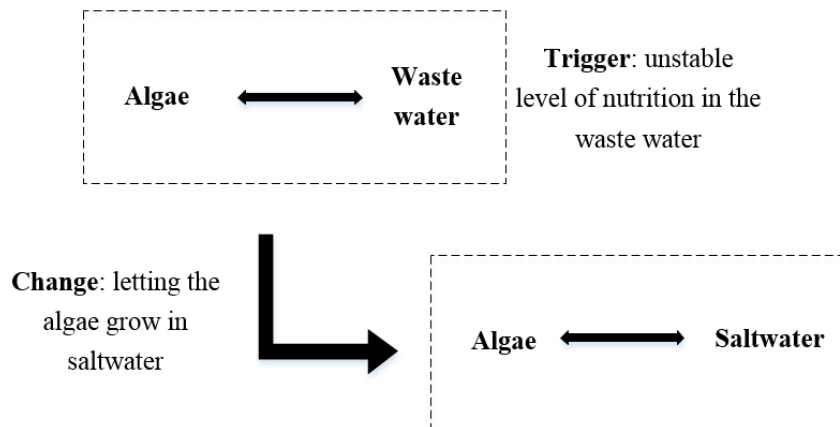 Algae
Waste
water
Trigger: unstable
level of nutrition in the
waste water
Change: letting the
algae grow in
saltwater
Algae
Saltwater